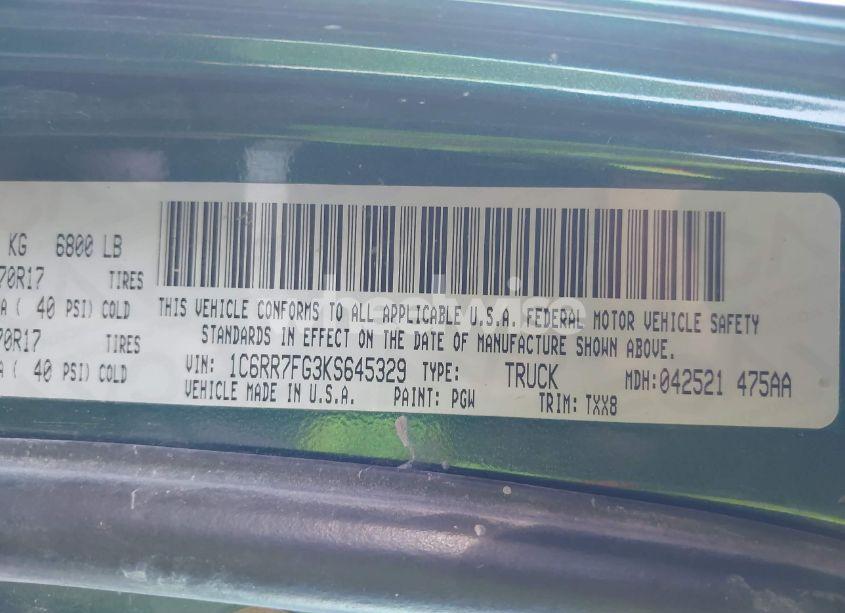 KG 6800 LB
70R17 TIRES
A ( 40 PSI) COLD
70R17 TIRES
A ( 40 PSI) COLD
THIS VEHICLE CONFORMS TO ALL APPLICABLE U.S.A. FEDERAL MOTOR VEHICLE SAFETY
STANDARDS IN EFFECT ON THE DATE OF MANUFACTURE SHOWN ABOVE.
VIN: 1C6RR7FG3KS645329 TYPE: TRUCK MDH:042521 475AA
VEHICLE MADE IN U.S.A. PAINT: PGW TRIM: TXX8